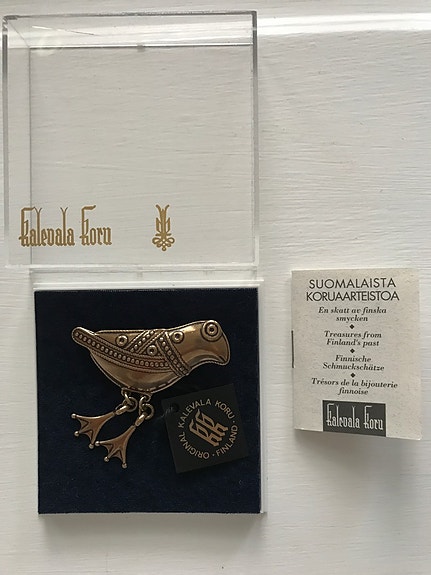 Kalevala Koru
SUOMALAISTA
KORUAARTEISTOA
En skatt av finska
smycken
Treasures from
Finland's past
Finnische
Schmuckschätze
Trésors de la bijouterie
finnoise
Kalevala Koru
ORIGINAL KALEVALA KORU · FINLAND ·